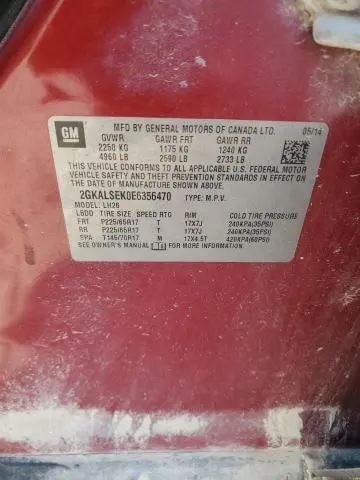 GM
MFD BY GENERAL MOTORS OF CANADA LTD. 05/14
GVWR GAWR FRT GAWR RR
2250 KG 1175 KG 1240 KG
4960 LB 2590 LB 2733 LB
THIS VEHICLE CONFORMS TO ALL APPLICABLE U.S. FEDERAL MOTOR
VEHICLE SAFETY AND THEFT PREVENTION STANDARDS IN EFFECT ON
THE DATE OF MANUFACTURE SHOWN ABOVE.
2GKALSEK0E6356470 TYPE: M.P.V.
MODEL: LH26
LBDD TIRE SIZE SPEED RTG RIM COLD TIRE PRESSURE
FRT P225/65R17 T 17X7J 240KPA(35PSI)
RR P225/65R17 T 17X7J 240KPA(35PSI)
SPA T145/70R17 M 17X4.5T 420KPA(60PSI)
SEE OWNER'S MANUAL